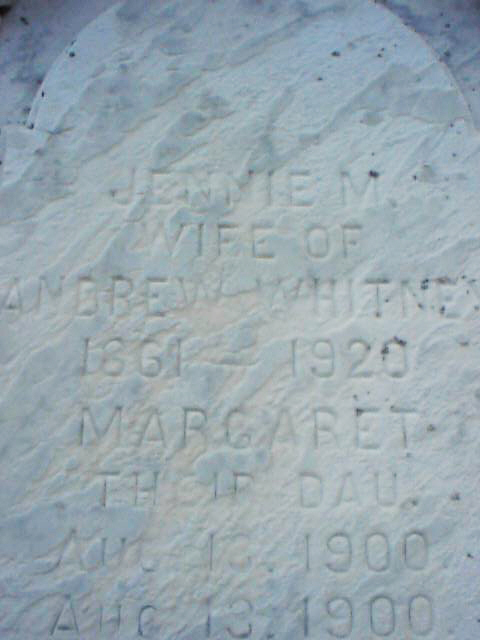 JENNIE M.
WIFE OF
ANDREW WHITNEY
1861 – 1920
MARGARET
THEIR DAU.
AUG. 13. 1900.
AUG. 13. 1900